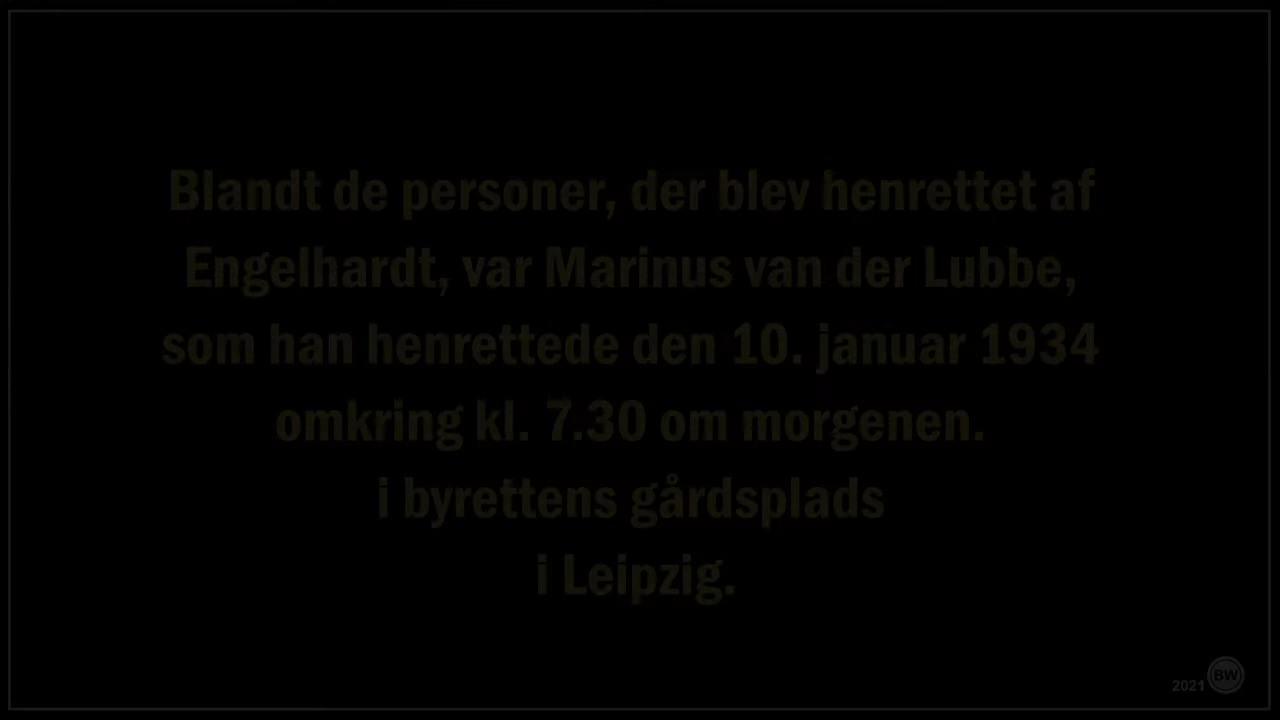 Blandt de personer, der blev henrettet af
Engelhardt, var Marinus van der Lubbe,
som han henrettede den 10. januar 1934
omkring kl. 7.30 om morgenen.
i byrettens gårdsplads
i Leipzig.
2021 BW